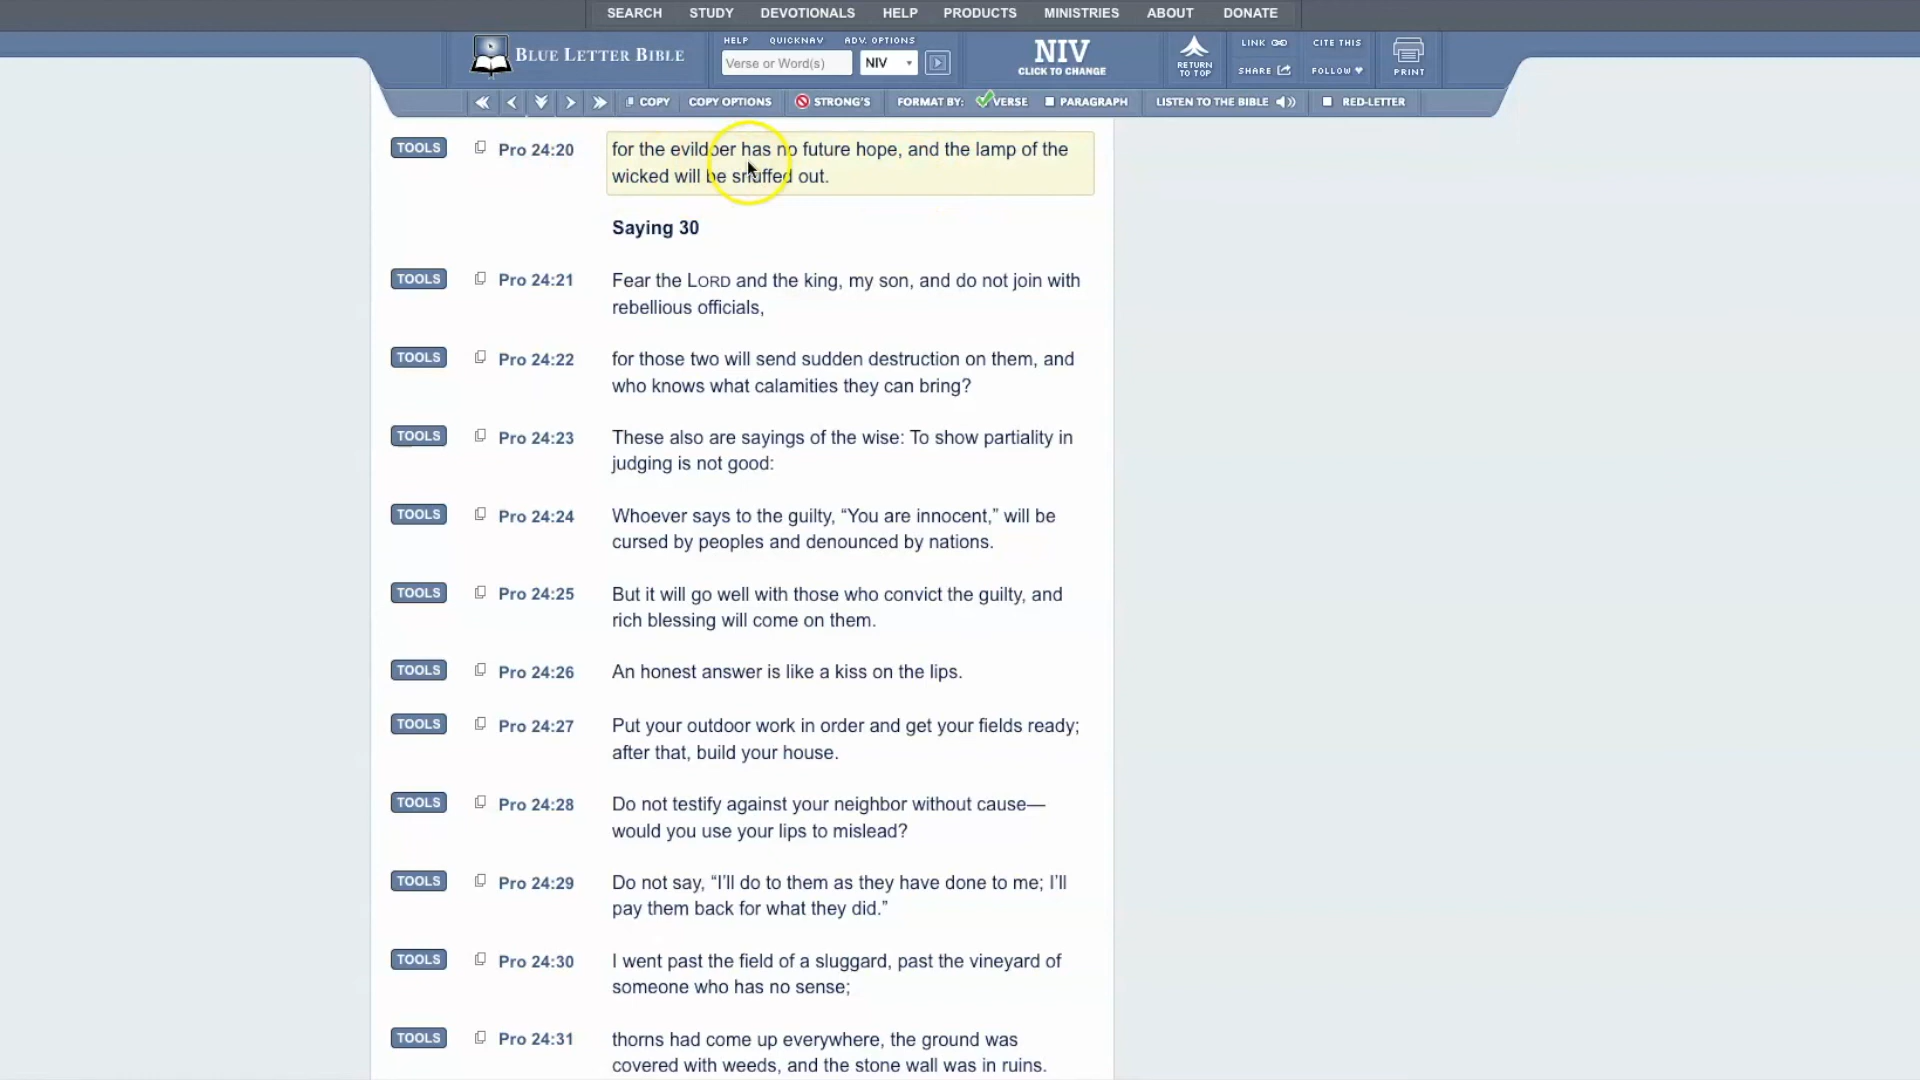 SEARCH STUDY DEVOTIONALS HELP PRODUCTS MINISTRIES ABOUT DONATE
BLUE LETTER BIBLE
HELP QUICKNAV ADV. OPTIONS
Verse or Word(s) NIV
NIV
CLICK TO CHANGE
RETURN
TO TOP
LINK CITE THIS
SHARE FOLLOW
PRINT
COPY COPY OPTIONS STRONG'S FORMAT BY: VERSE PARAGRAPH LISTEN TO THE BIBLE RED-LETTER
TOOLS Pro 24:20 for the evildoer has no future hope, and the lamp of the
wicked will be snuffed out.
Saying 30
TOOLS Pro 24:21 Fear the LORD and the king, my son, and do not join with
rebellious officials,
TOOLS Pro 24:22 for those two will send sudden destruction on them, and
who knows what calamities they can bring?
TOOLS Pro 24:23 These also are sayings of the wise: To show partiality in
judging is not good:
TOOLS Pro 24:24 Whoever says to the guilty, “You are innocent,” will be
cursed by peoples and denounced by nations.
TOOLS Pro 24:25 But it will go well with those who convict the guilty, and
rich blessing will come on them.
TOOLS Pro 24:26 An honest answer is like a kiss on the lips.
TOOLS Pro 24:27 Put your outdoor work in order and get your fields ready;
after that, build your house.
TOOLS Pro 24:28 Do not testify against your neighbor without cause—
would you use your lips to mislead?
TOOLS Pro 24:29 Do not say, “I’ll do to them as they have done to me; I’ll
pay them back for what they did.”
TOOLS Pro 24:30 I went past the field of a sluggard, past the vineyard of
someone who has no sense;
TOOLS Pro 24:31 thorns had come up everywhere, the ground was
covered with weeds, and the stone wall was in ruins.